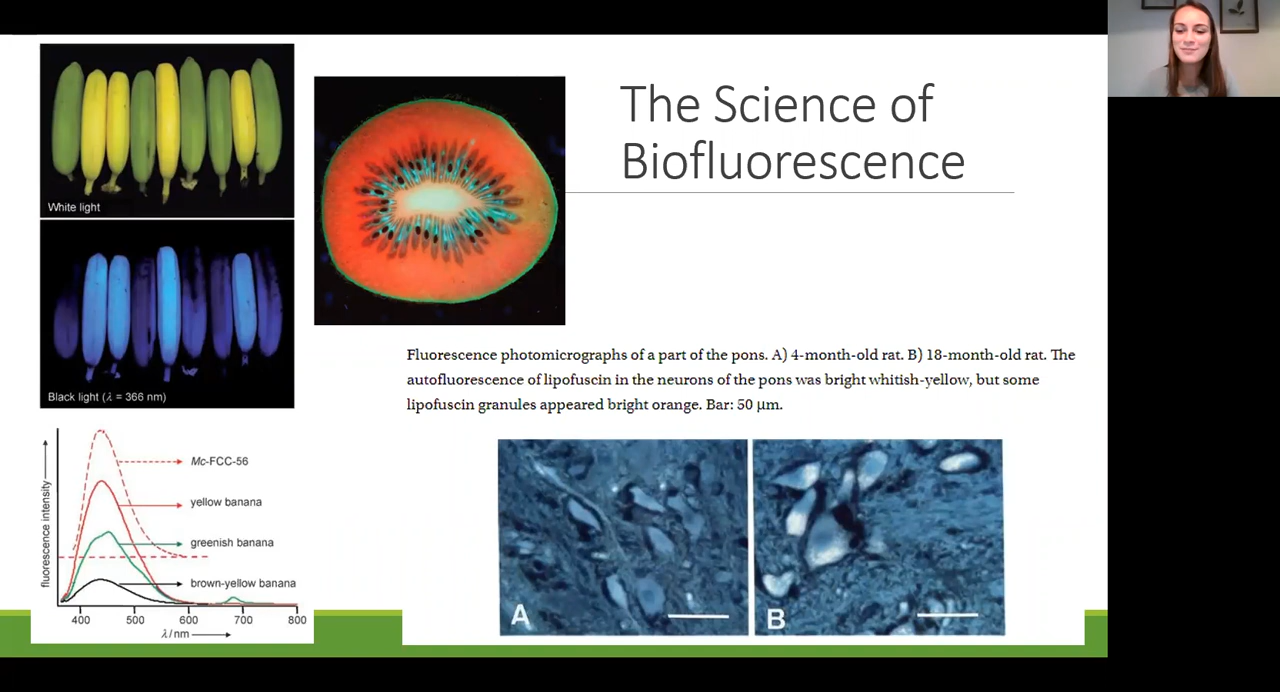 The Science of
Biofluorescence
White light
Black light (λ = 366 nm)
Fluorescence photomicrographs of a part of the pons. A) 4-month-old rat. B) 18-month-old rat. The
autofluorescence of lipofuscin in the neurons of the pons was bright whitish-yellow, but some
lipofuscin granules appeared bright orange. Bar: 50 µm.
fluorescence intensity
Mc-FCC-56
yellow banana
greenish banana
brown-yellow banana
400 500 600 700 800
λ/nm
A
B